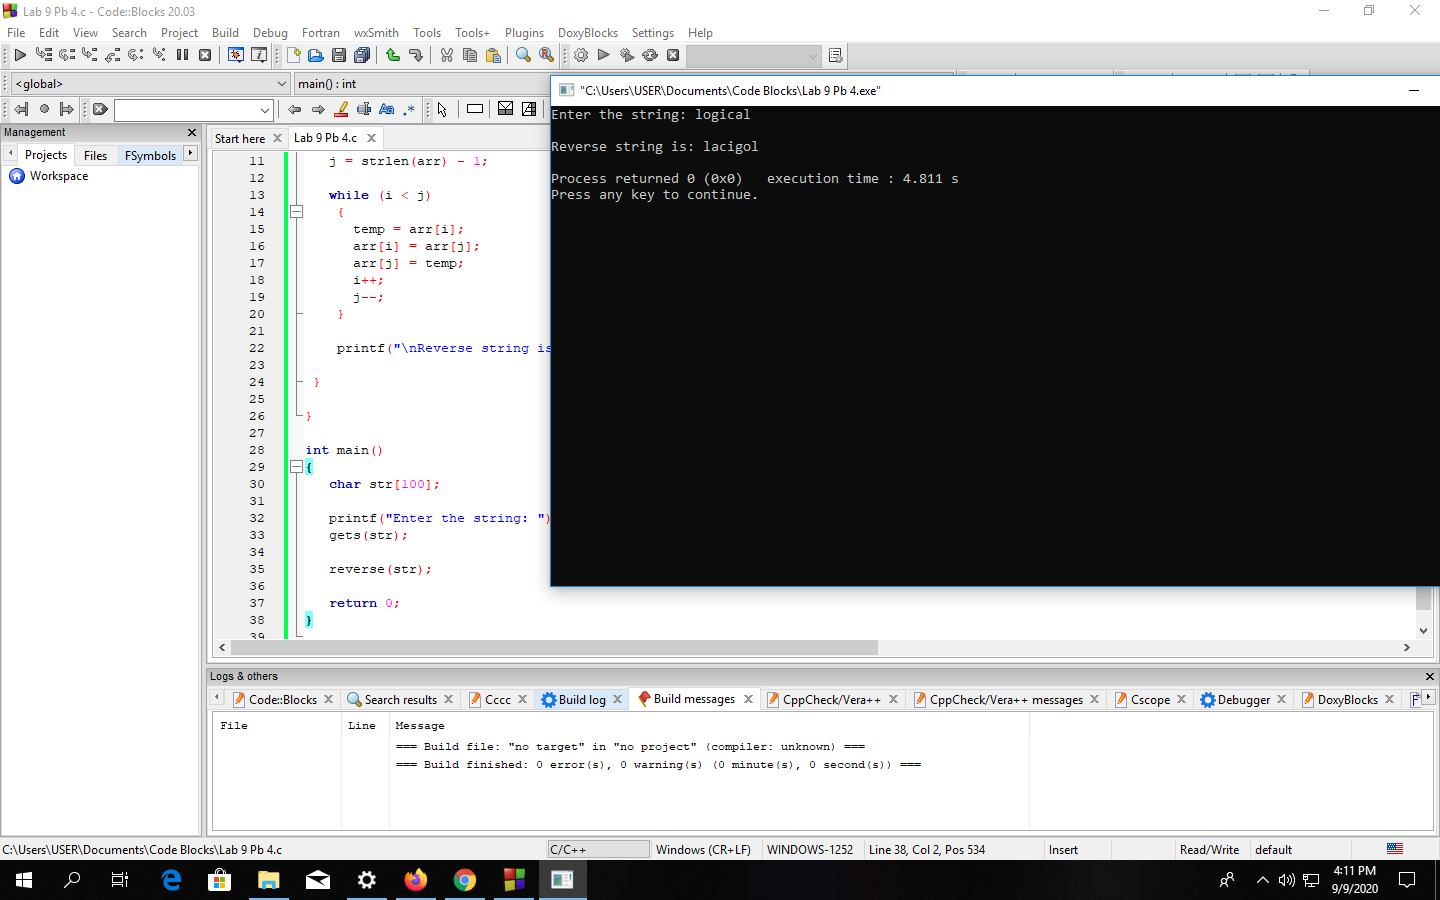 Lab 9 Pb 4.c - Code::Blocks 20.03
File Edit View Search Project Build Debug Fortran wxSmith Tools Tools+ Plugins DoxyBlocks Settings Help
<global> main() : int
Management
Projects Files FSymbols
Workspace
Start here Lab 9 Pb 4.c
11 j = strlen(arr) - 1;
12
13 while (i < j)
14 {
15 temp = arr[i];
16 arr[i] = arr[j];
17 arr[j] = temp;
18 i++;
19 j--;
20 }
21
22 printf("\nReverse string is
23
24 }
25
26 }
27
28 int main()
29 {
30 char str[100];
31
32 printf("Enter the string: ")
33 gets(str);
34
35 reverse(str);
36
37 return 0;
38 }
39
"C:\Users\USER\Documents\Code Blocks\Lab 9 Pb 4.exe"
Enter the string: logical
Reverse string is: lacigol
Process returned 0 (0x0) execution time : 4.811 s
Press any key to continue.
Logs & others
Code::Blocks Search results Cccc Build log Build messages CppCheck/Vera++ CppCheck/Vera++ messages Cscope Debugger DoxyBlocks F
File Line Message
=== Build file: "no target" in "no project" (compiler: unknown) ===
=== Build finished: 0 error(s), 0 warning(s) (0 minute(s), 0 second(s)) ===
C:\Users\USER\Documents\Code Blocks\Lab 9 Pb 4.c C/C++ Windows (CR+LF) WINDOWS-1252 Line 38, Col 2, Pos 534 Insert Read/Write default
4:11 PM
9/9/2020